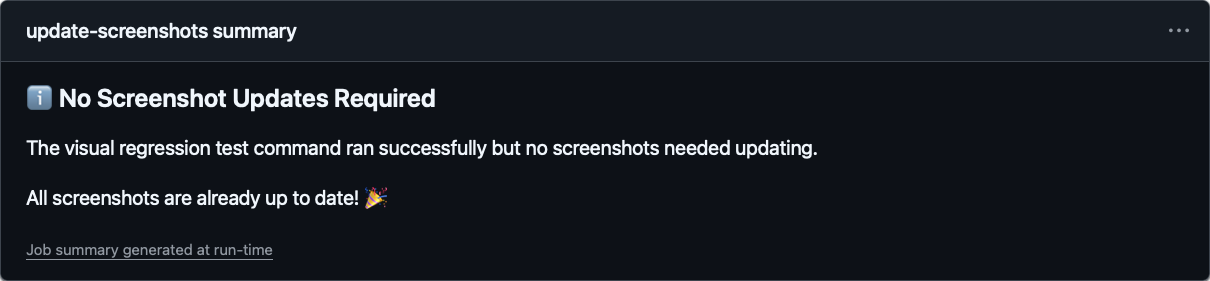 update-screenshots summary
ℹ️ No Screenshot Updates Required
The visual regression test command ran successfully but no screenshots needed updating.
All screenshots are already up to date! 🎉
Job summary generated at run-time